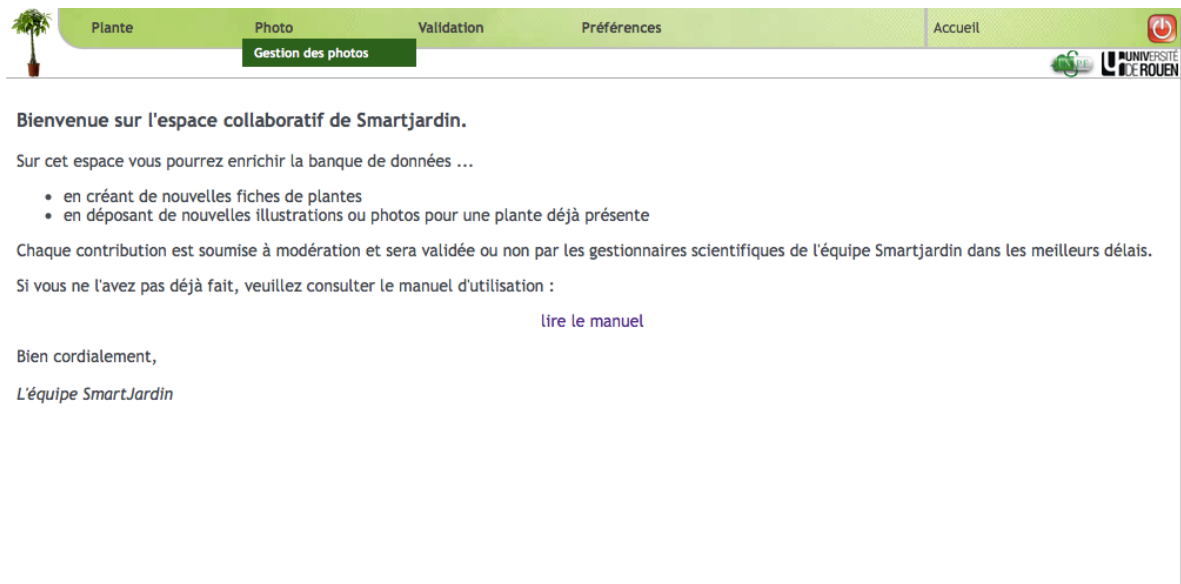 Plante Photo Validation Préférences Accueil
Gestion des photos
ESPE UNIVERSITÉ
DE ROUEN
Bienvenue sur l'espace collaboratif de Smartjardin.
Sur cet espace vous pourrez enrichir la banque de données ...
• en créant de nouvelles fiches de plantes
• en déposant de nouvelles illustrations ou photos pour une plante déjà présente
Chaque contribution est soumise à modération et sera validée ou non par les gestionnaires scientifiques de l'équipe Smartjardin dans les meilleurs délais.
Si vous ne l'avez pas déjà fait, veuillez consulter le manuel d'utilisation :
lire le manuel
Bien cordialement,
L'équipe SmartJardin